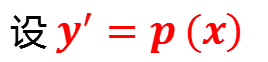 设 y′ = p (x)